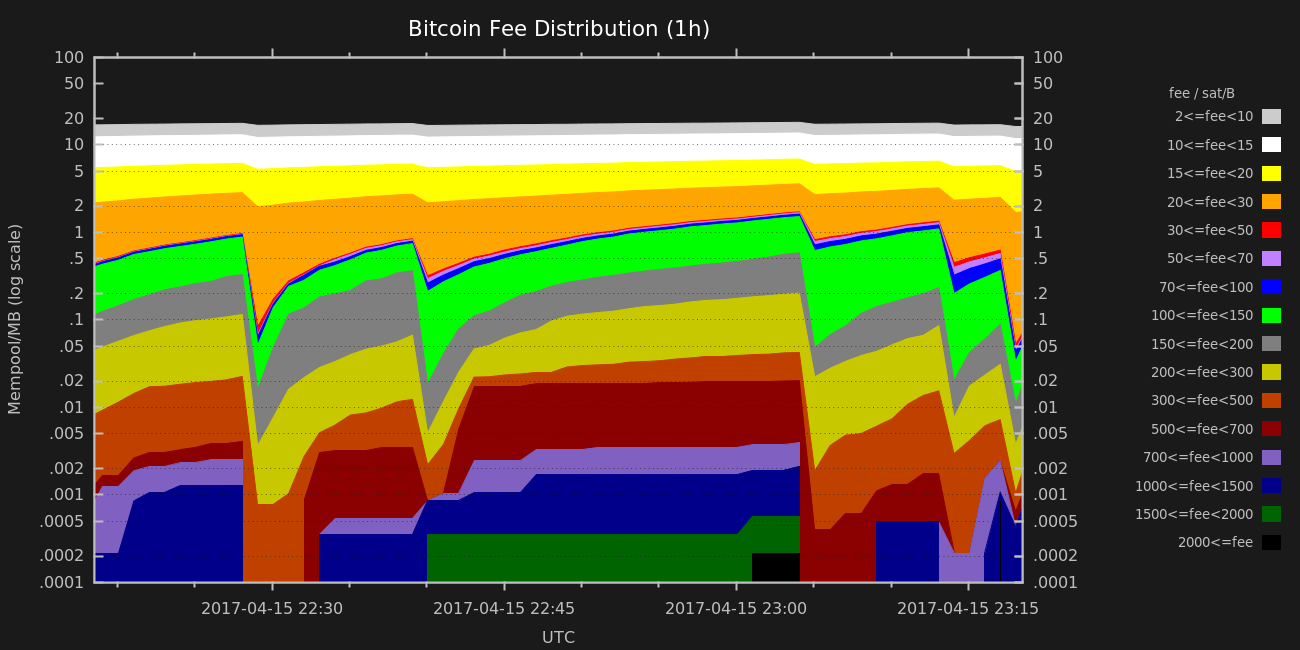 Bitcoin Fee Distribution (1h)
Mempool/MB (log scale)
100
50
20
10
5
2
1
.5
.2
.1
.05
.02
.01
.005
.002
.001
.0005
.0002
.0001
100
50
20
10
5
2
1
.5
.2
.1
.05
.02
.01
.005
.002
.001
.0005
.0002
.0001
2017-04-15 22:30
2017-04-15 22:45
2017-04-15 23:00
2017-04-15 23:15
UTC
fee / sat/B
2<=fee<10
10<=fee<15
15<=fee<20
20<=fee<30
30<=fee<50
50<=fee<70
70<=fee<100
100<=fee<150
150<=fee<200
200<=fee<300
300<=fee<500
500<=fee<700
700<=fee<1000
1000<=fee<1500
1500<=fee<2000
2000<=fee